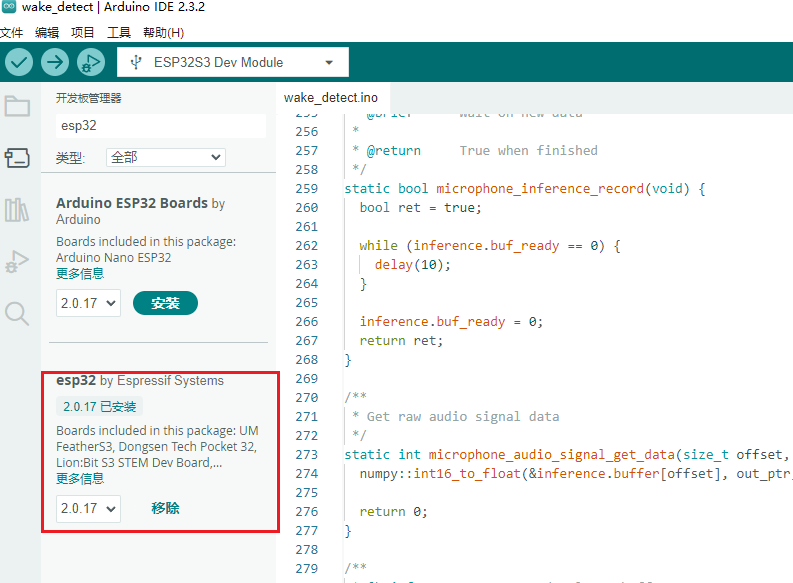 wake_detect | Arduino IDE 2.3.2
文件 编辑 项目 工具 帮助(H)
ESP32S3 Dev Module
开发板管理器
esp32
类型: 全部
Arduino ESP32 Boards by
Arduino
Boards included in this package:
Arduino Nano ESP32
更多信息
2.0.17 安装
esp32 by Espressif Systems
2.0.17 已安装
Boards included in this package: UM
FeatherS3, Dongsen Tech Pocket 32,
Lion:Bit S3 STEM Dev Board,...
更多信息
2.0.17 移除
wake_detect.ino
256 *
257 * @return True when finished
258 */
259 static bool microphone_inference_record(void) {
260 bool ret = true;
261
262 while (inference.buf_ready == 0) {
263 delay(10);
264 }
265
266 inference.buf_ready = 0;
267 return ret;
268 }
269
270 /**
271 * Get raw audio signal data
272 */
273 static int microphone_audio_signal_get_data(size_t offset,
274 numpy::int16_to_float(&inference.buffer[offset], out_ptr,
275
276 return 0;
277 }
278
279 /**